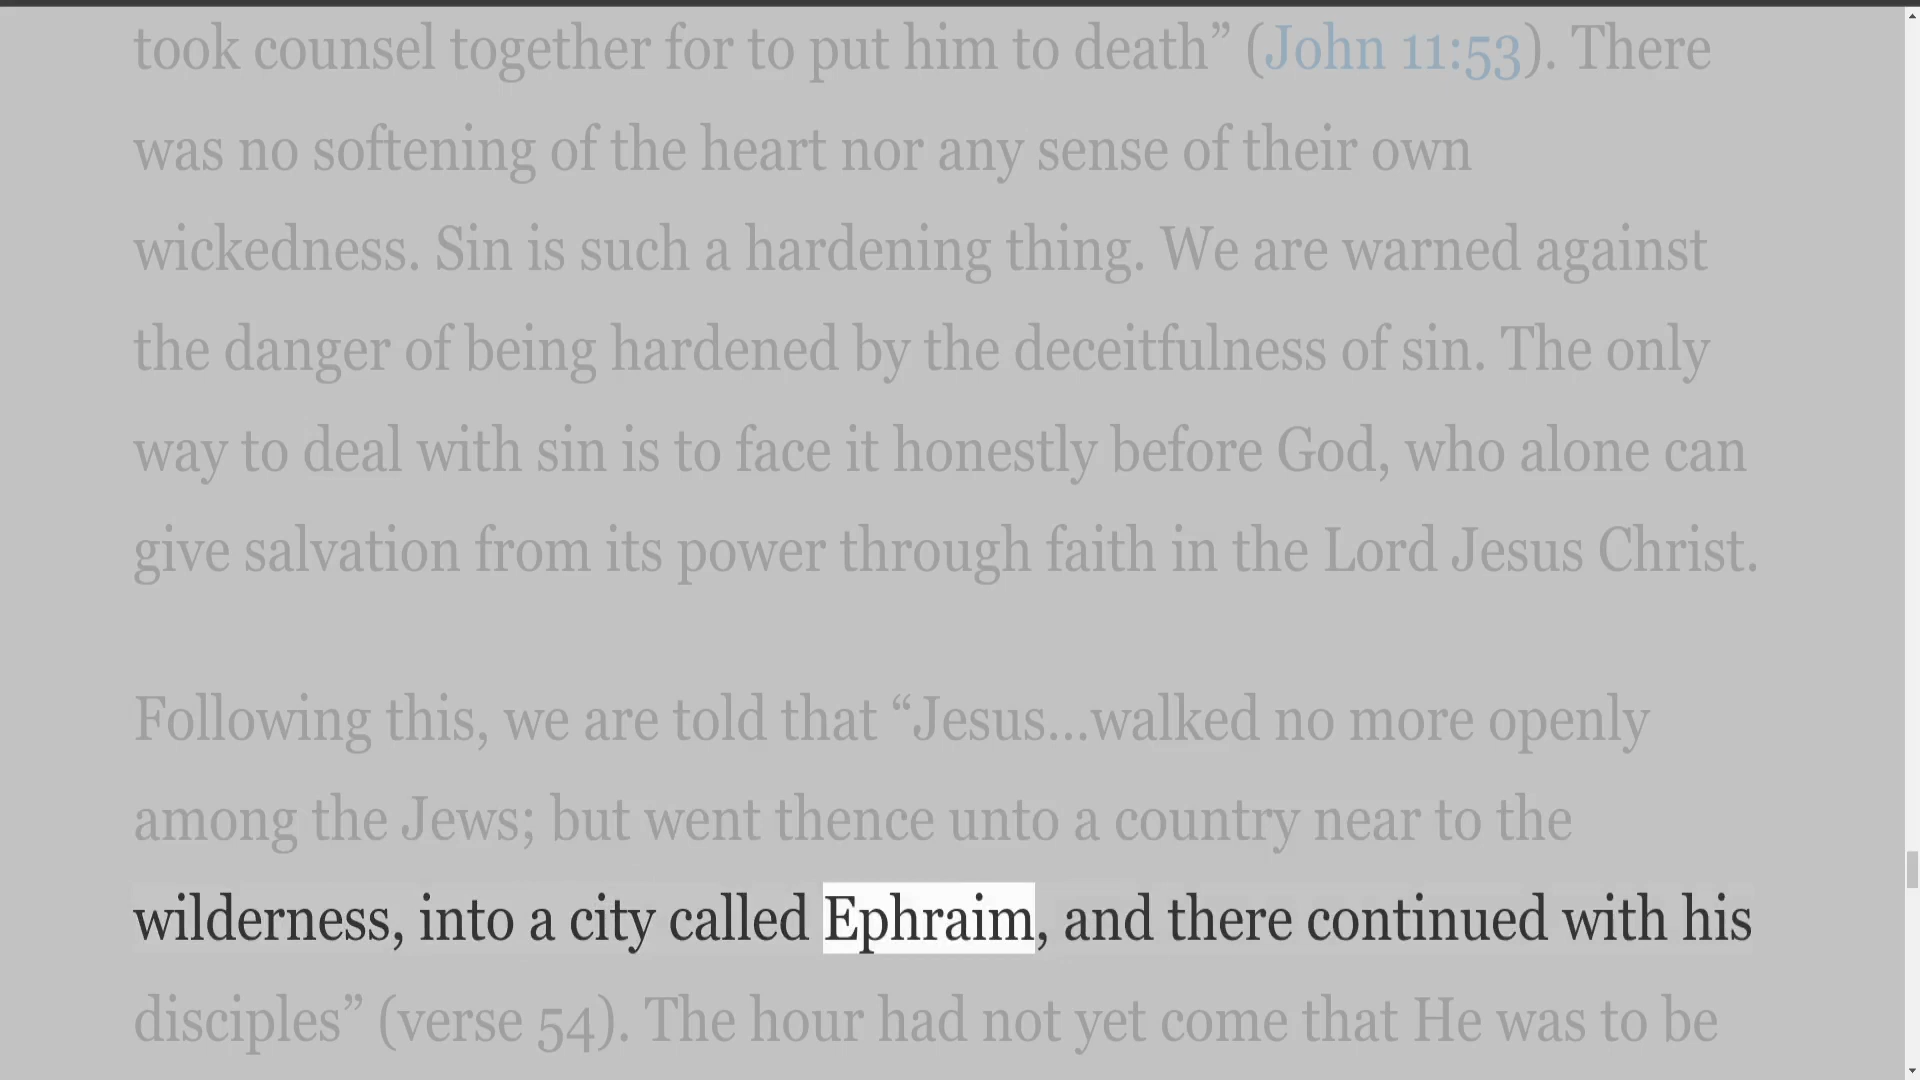 took counsel together for to put him to death” (John 11:53). There
was no softening of the heart nor any sense of their own
wickedness. Sin is such a hardening thing. We are warned against
the danger of being hardened by the deceitfulness of sin. The only
way to deal with sin is to face it honestly before God, who alone can
give salvation from its power through faith in the Lord Jesus Christ.
Following this, we are told that “Jesus...walked no more openly
among the Jews; but went thence unto a country near to the
wilderness, into a city called Ephraim, and there continued with his
disciples” (verse 54). The hour had not yet come that He was to be